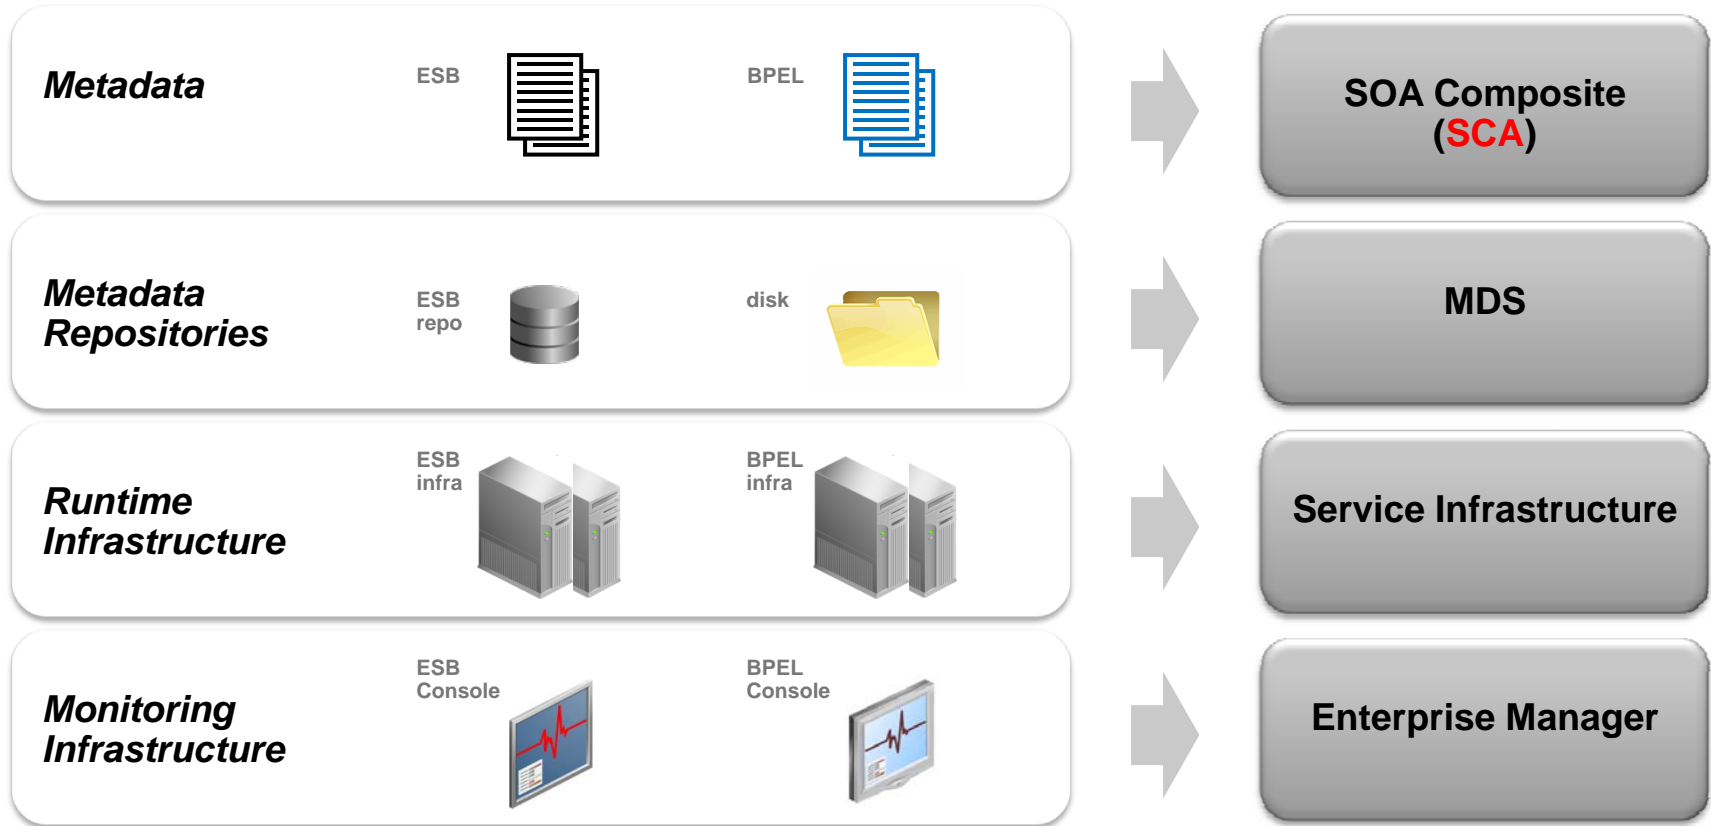 Metadata
ESB
BPEL
SOA Composite
(SCA)
Metadata
Repositories
ESB
repo
disk
MDS
Runtime
Infrastructure
ESB
infra
BPEL
infra
Service Infrastructure
Monitoring
Infrastructure
ESB
Console
BPEL
Console
Enterprise Manager